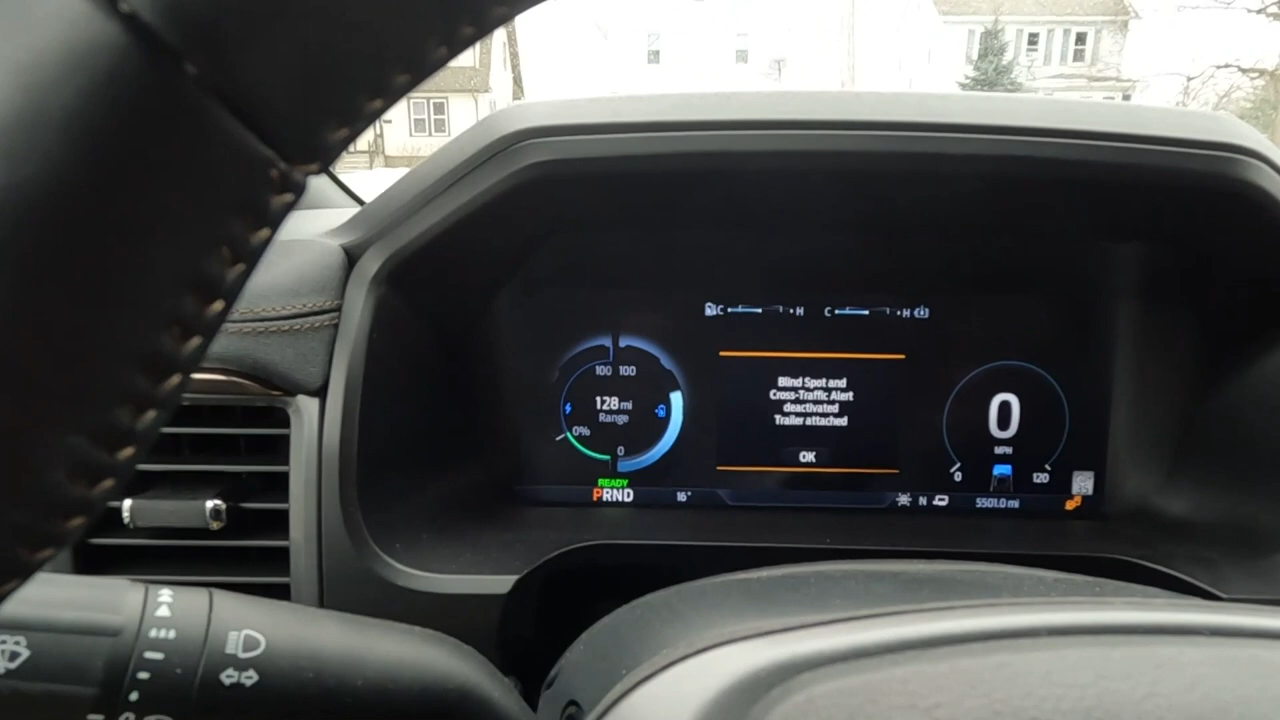 C H C H
100 100
128 mi
Range
0%
0
Blind Spot and
Cross-Traffic Alert
deactivated
Trailer attached
OK
0
MPH
0 120
READY
PRND 16° N 5501.0 mi
35